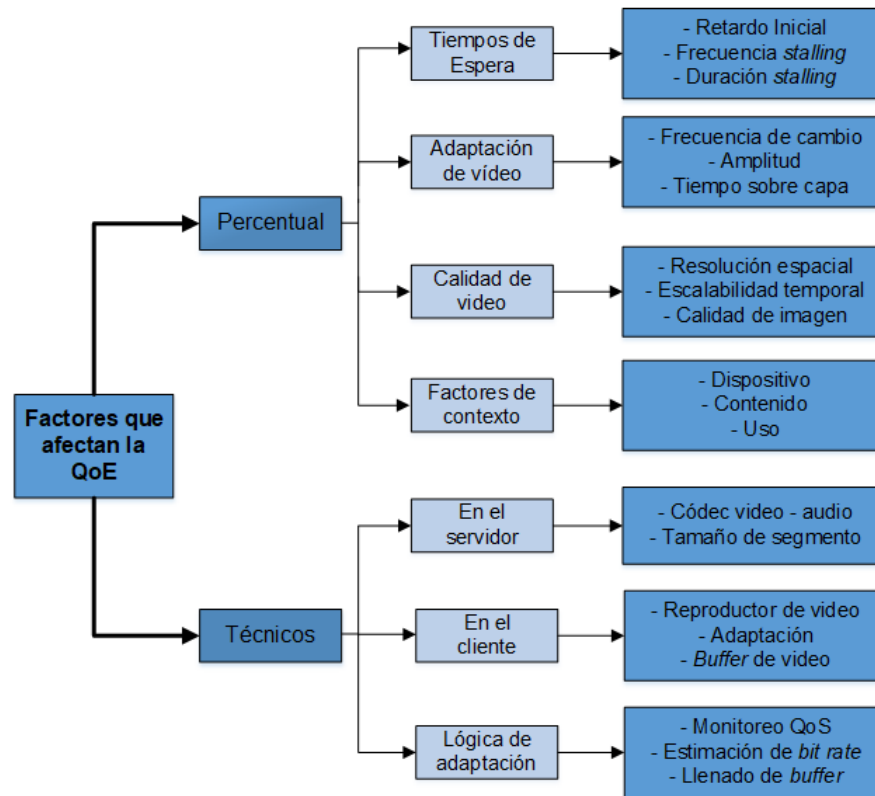 Factores que
afectan la
QoE
Percentual
Tiempos de
Espera
- Retardo Inicial
- Frecuencia stalling
- Duración stalling
Adaptación
de vídeo
- Frecuencia de cambio
- Amplitud
- Tiempo sobre capa
Calidad de
video
- Resolución espacial
- Escalabilidad temporal
- Calidad de imagen
Factores de
contexto
- Dispositivo
- Contenido
- Uso
Técnicos
En el
servidor
- Códec video - audio
- Tamaño de segmento
En el
cliente
- Reproductor de video
- Adaptación
- Buffer de video
Lógica de
adaptación
- Monitoreo QoS
- Estimación de bit rate
- Llenado de buffer